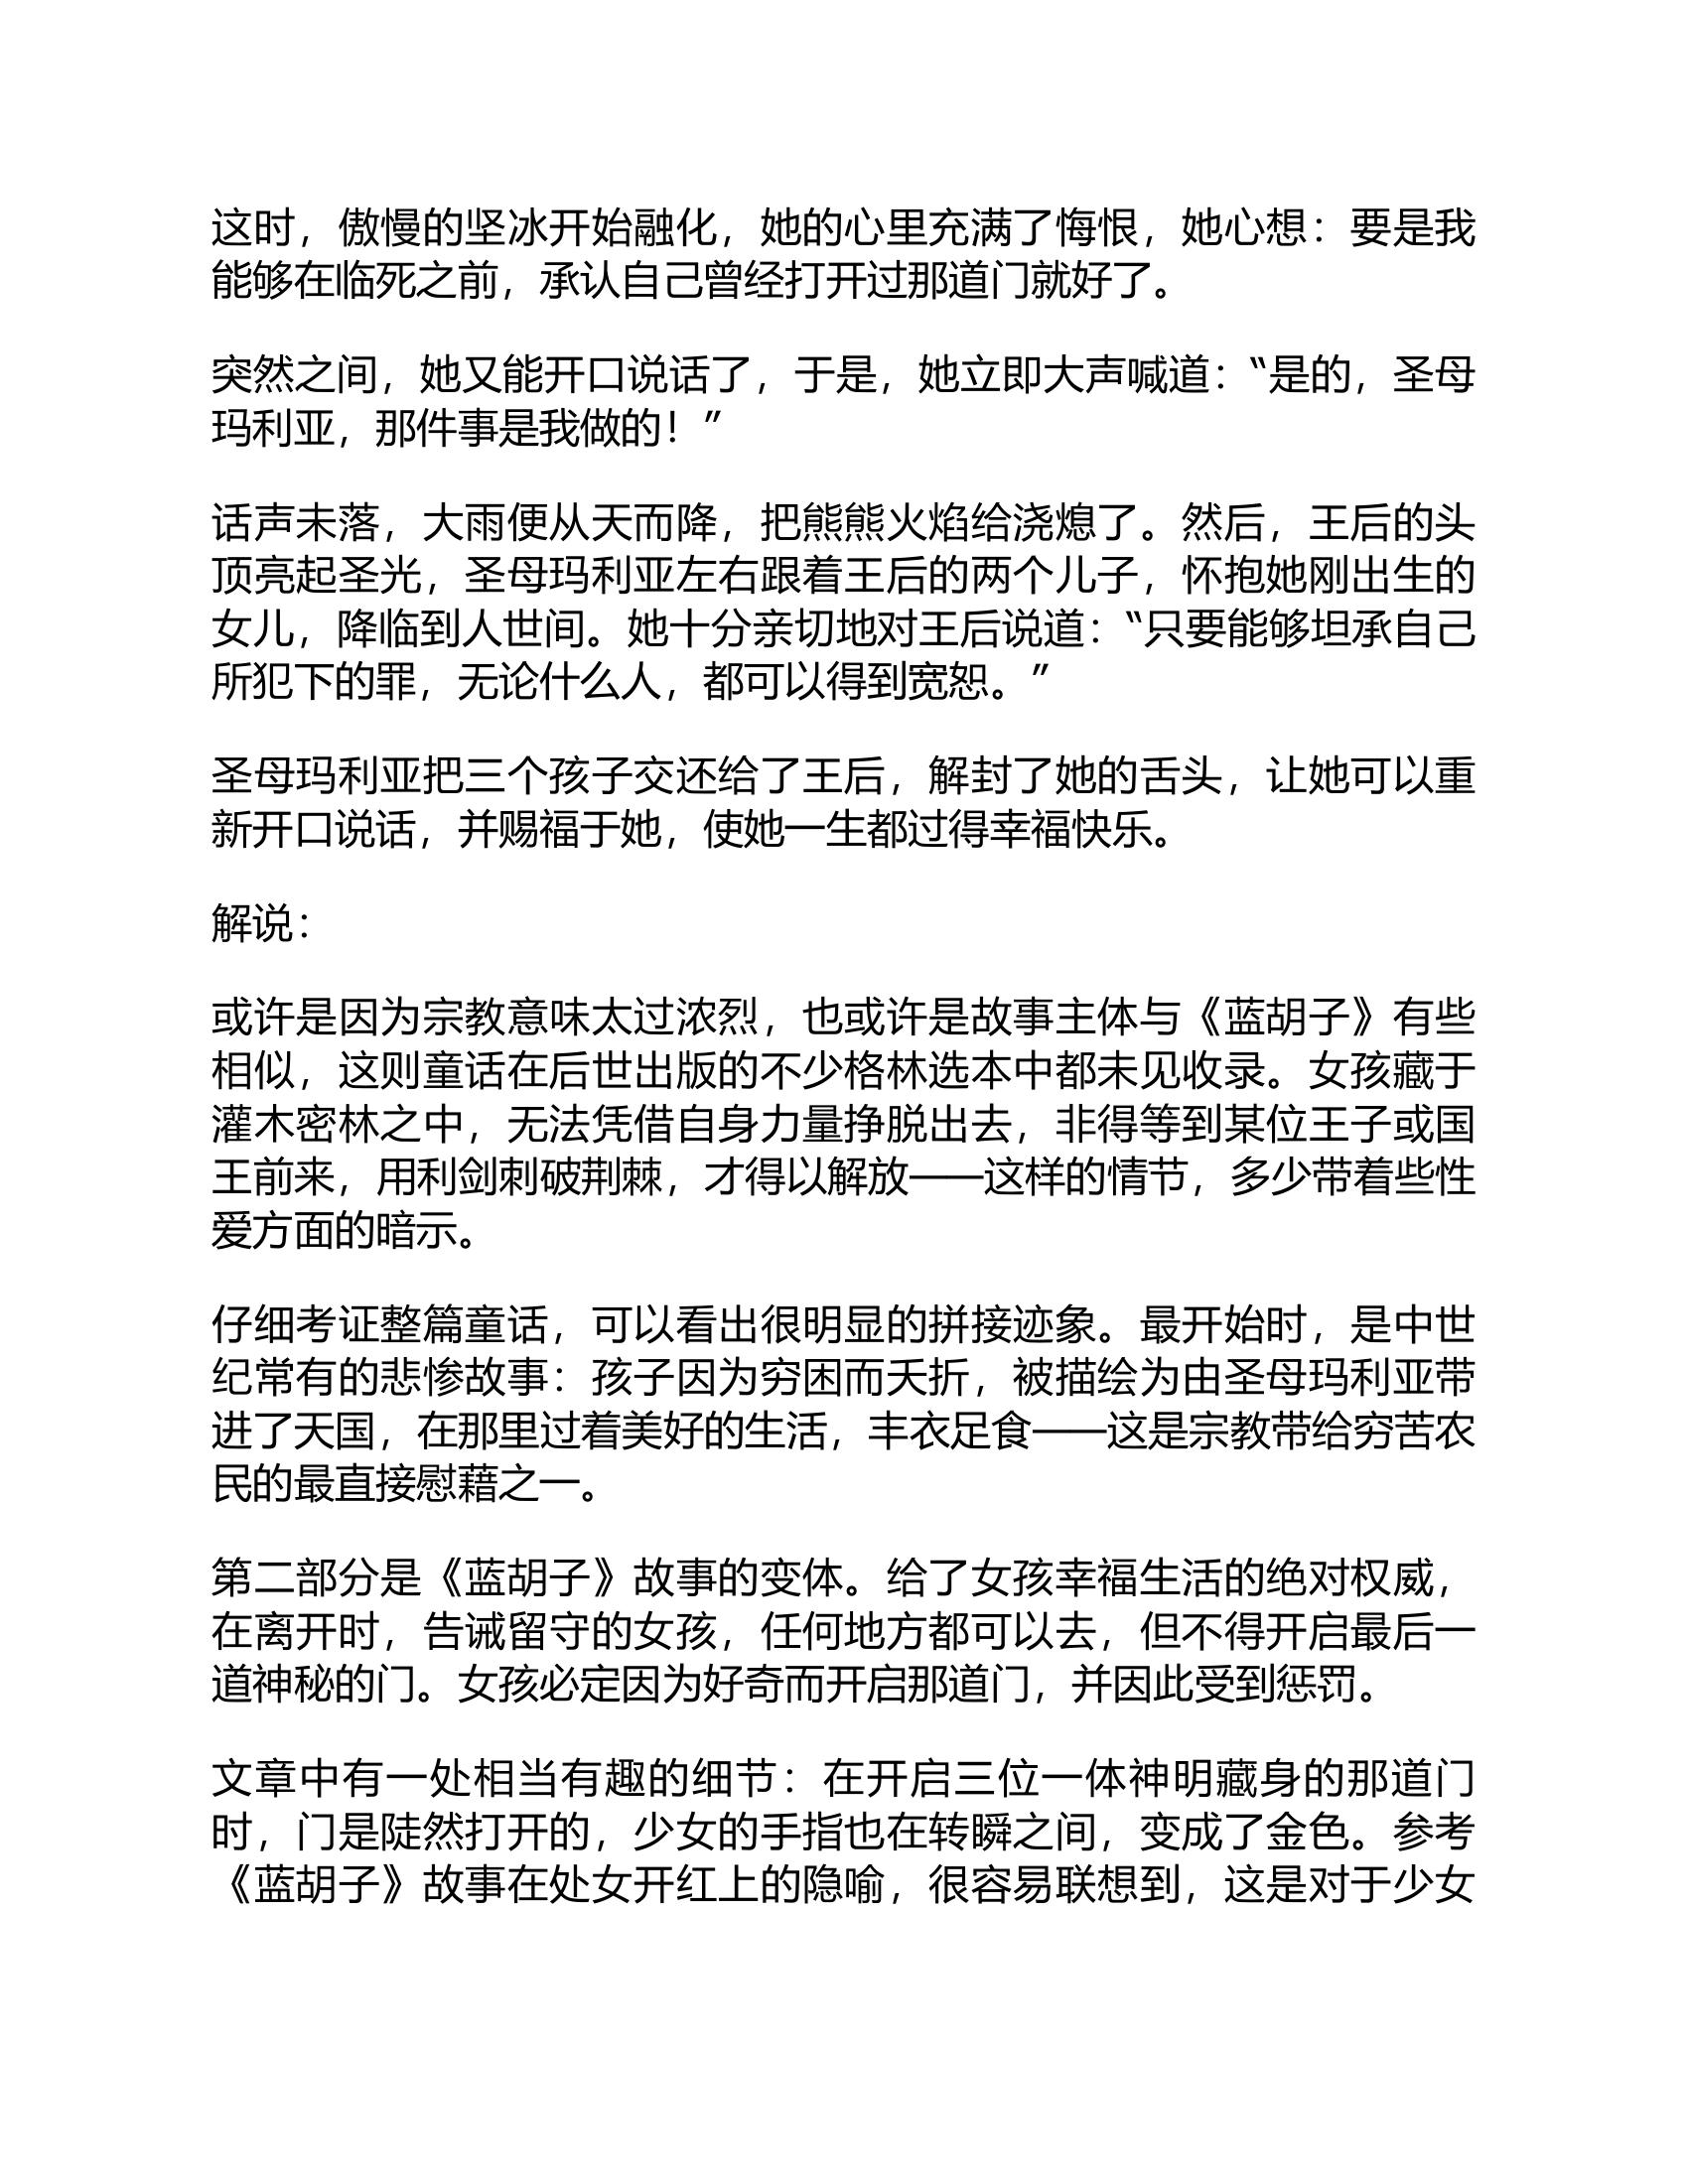 这时，傲慢的坚冰开始融化，她的心里充满了悔恨，她心想：要是我
能够在临死之前，承认自己曾经打开过那道门就好了。
突然之间，她又能开口说话了，于是，她立即大声喊道：“是的，圣母
玛利亚，那件事是我做的！”
话声未落，大雨便从天而降，把熊熊火焰给浇熄了。然后，王后的头
顶亮起圣光，圣母玛利亚左右跟着王后的两个儿子，怀抱她刚出生的
女儿，降临到人世间。她十分亲切地对王后说道：“只要能够坦承自己
所犯下的罪，无论什么人，都可以得到宽恕。”
圣母玛利亚把三个孩子交还给了王后，解封了她的舌头，让她可以重
新开口说话，并赐福于她，使她一生都过得幸福快乐。
解说：
或许是因为宗教意味太过浓烈，也或许是故事主体与《蓝胡子》有些
相似，这则童话在后世出版的不少格林选本中都未见收录。女孩藏于
灌木密林之中，无法凭借自身力量挣脱出去，非得等到某位王子或国
王前来，用利剑刺破荆棘，才得以解放——这样的情节，多少带着些性
爱方面的暗示。
仔细考证整篇童话，可以看出很明显的拼接迹象。最开始时，是中世
纪常有的悲惨故事：孩子因为穷困而夭折，被描绘为由圣母玛利亚带
进了天国，在那里过着美好的生活，丰衣足食——这是宗教带给穷苦农
民的最直接慰藉之一。
第二部分是《蓝胡子》故事的变体。给了女孩幸福生活的绝对权威，
在离开时，告诫留守的女孩，任何地方都可以去，但不得开启最后一
道神秘的门。女孩必定因为好奇而开启那道门，并因此受到惩罚。
文章中有一处相当有趣的细节：在开启三位一体神明藏身的那道门
时，门是陡然打开的，少女的手指也在转瞬之间，变成了金色。参考
《蓝胡子》故事在处女开红上的隐喻，很容易联想到，这是对于少女